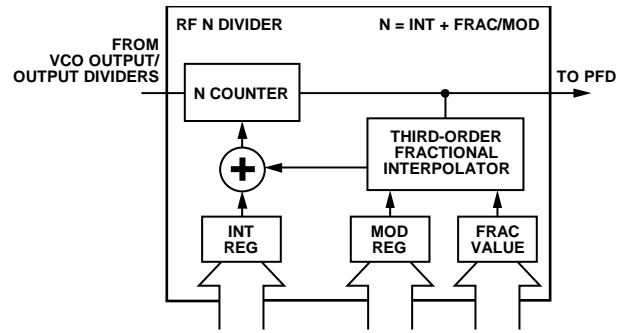 RF N DIVIDER
N = INT + FRAC/MOD
FROM
VCO OUTPUT/
OUTPUT DIVIDERS
N COUNTER
TO PFD
THIRD-ORDER
FRACTIONAL
INTERPOLATOR
+
INT
REG
MOD
REG
FRAC
VALUE